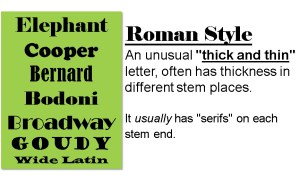 Elephant
Cooper
Bernard
Bodoni
Broadway
GOUDY
Wide Latin
Roman Style
An unusual "thick and thin"
letter, often has thickness in
different stem places.
It usually has "serifs" on each
stem end.